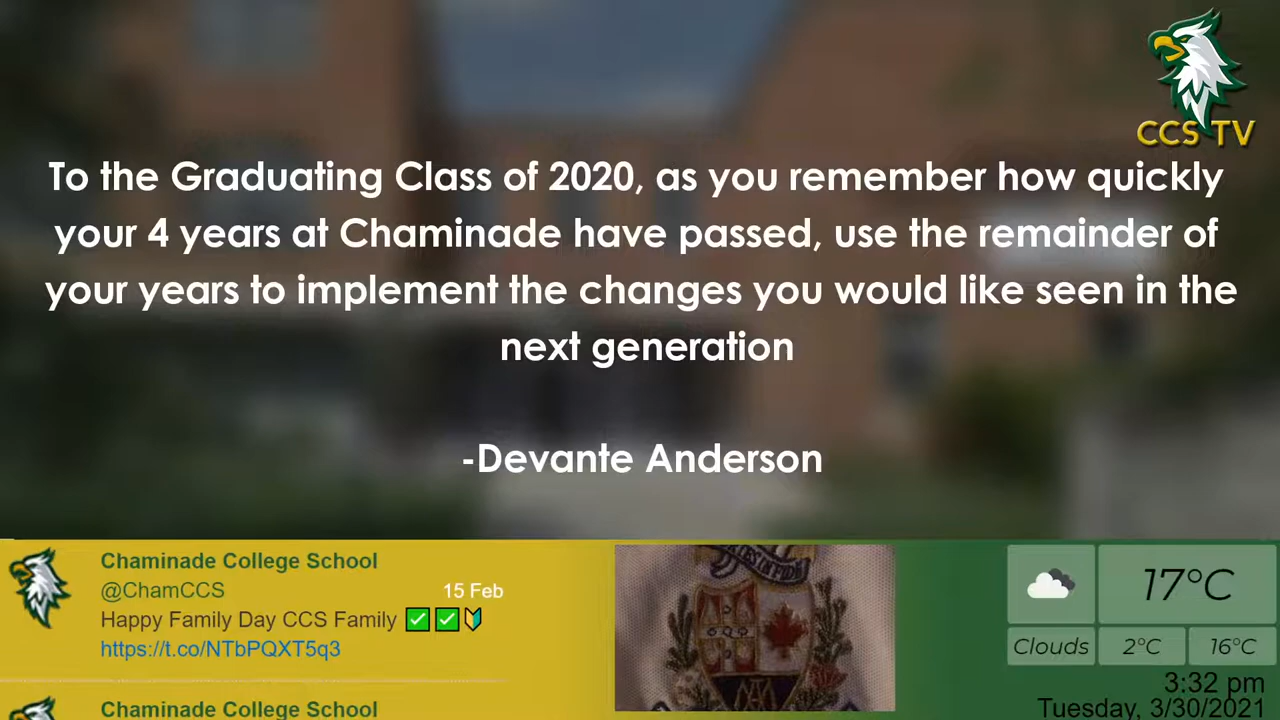 CCS TV
To the Graduating Class of 2020, as you remember how quickly
your 4 years at Chaminade have passed, use the remainder of
your years to implement the changes you would like seen in the
next generation
-Devante Anderson
Chaminade College School
@ChamCCS
15 Feb
Happy Family Day CCS Family ✅✅🔰
https://t.co/NTbPQXT5q3
Chaminade College School
17°C
Clouds
2°C
16°C
3:32 pm
Tuesday, 3/30/2021